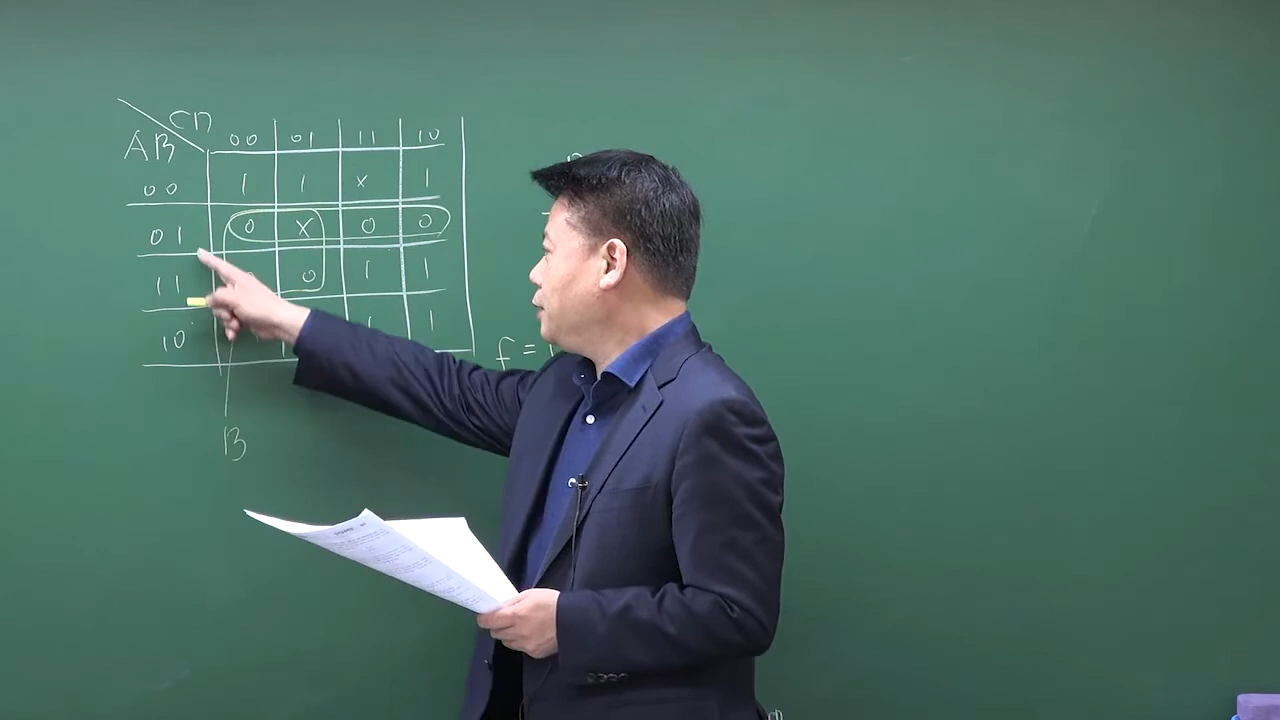 CD
AB 00 01 11 10
00 1 1 x 1
01 0 x 0 0
11 0 1 1
10 1 1
B
f =